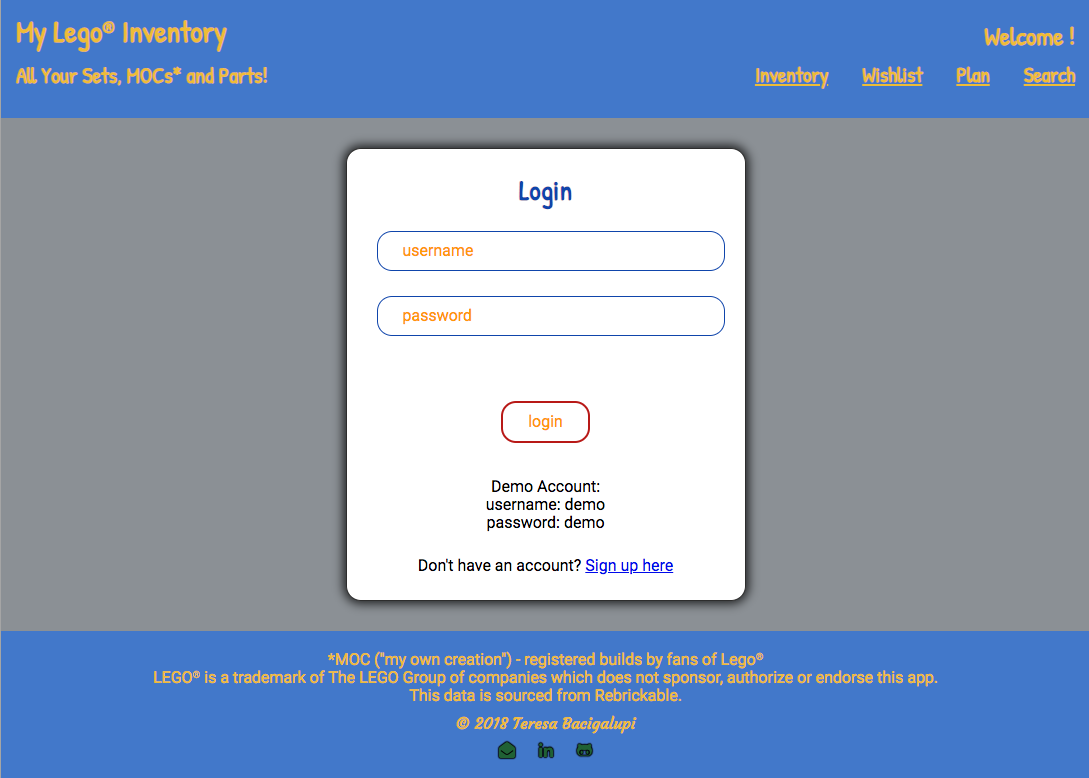 My Lego® Inventory
Welcome !
All Your Sets, MOCs* and Parts!
Inventory Wishlist Plan Search
Login
username
password
login
Demo Account:
username: demo
password: demo
Don't have an account? Sign up here
*MOC ("my own creation") - registered builds by fans of Lego®
LEGO® is a trademark of The LEGO Group of companies which does not sponsor, authorize or endorse this app.
This data is sourced from Rebrickable.
© 2018 Teresa Bacigalupi
in